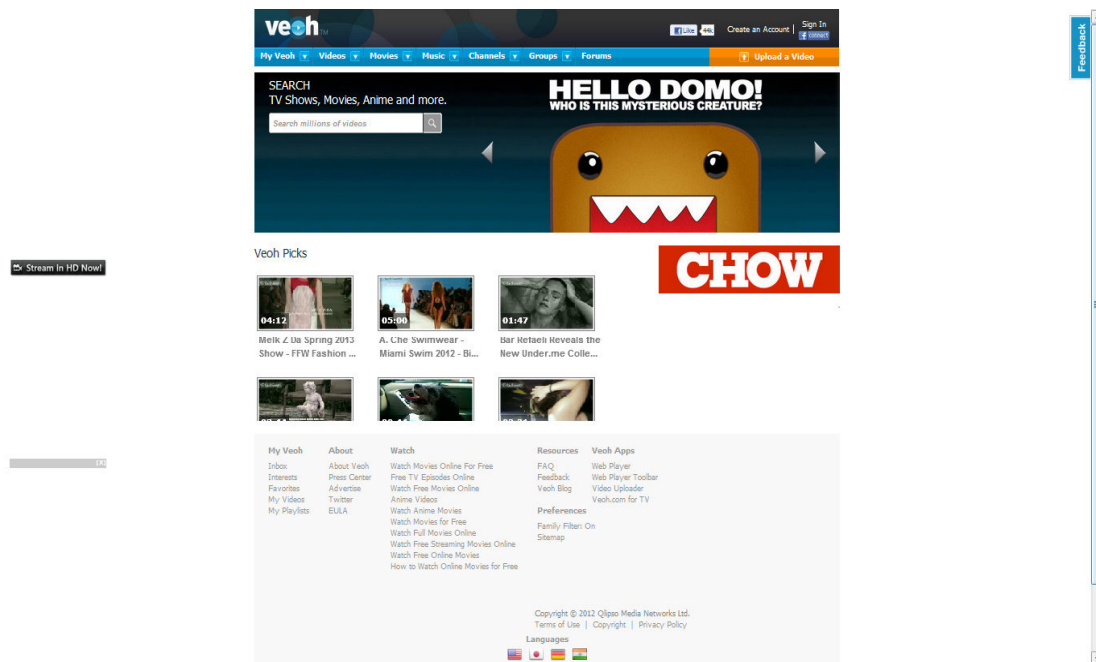 veoh
Like 44k
Create an Account |
Sign In
connect
Feedback
My Veoh Videos Movies Music Channels Groups Forums
Upload a Video
SEARCH
TV Shows, Movies, Anime and more.
Search millions of videos
HELLO DOMO!
WHO IS THIS MYSTERIOUS CREATURE?
Stream in HD Now!
Veoh Picks
CHOW
04:12
05:00
01:47
Melk Z Da Spring 2013
Show - FFW Fashion ...
A. Che Swimwear -
Miami Swim 2012 - Bi...
Bar Refaeli Reveals the
New Under.me Colle...
My Veoh
Inbox
Interests
Favorites
My Videos
My Playlists
About
About Veoh
Press Center
Advertise
Twitter
EULA
Watch
Watch Movies Online For Free
Free TV Episodes Online
Watch Free Movies Online
Anime Videos
Watch Anime Movies
Watch Movies for Free
Watch Full Movies Online
Watch Free Streaming Movies Online
Watch Free Online Movies
How to Watch Online Movies for Free
Resources
FAQ
Feedback
Veoh Blog
Preferences
Family Filter: On
Sitemap
Veoh Apps
Web Player
Web Player Toolbar
Video Uploader
Veoh.com for TV
Copyright © 2012 Qlipso Media Networks Ltd.
Terms of Use | Copyright | Privacy Policy
Languages